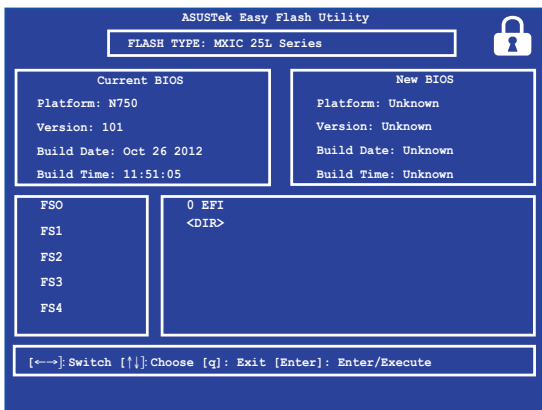 ASUSTek Easy Flash Utility
FLASH TYPE: MXIC 25L Series
Current BIOS
Platform: N750
Version: 101
Build Date: Oct 26 2012
Build Time: 11:51:05
New BIOS
Platform: Unknown
Version: Unknown
Build Date: Unknown
Build Time: Unknown
FSO
FS1
FS2
FS3
FS4
0 EFI
<DIR>
[←→]: Switch [↑↓]: Choose [q]: Exit [Enter]: Enter/Execute